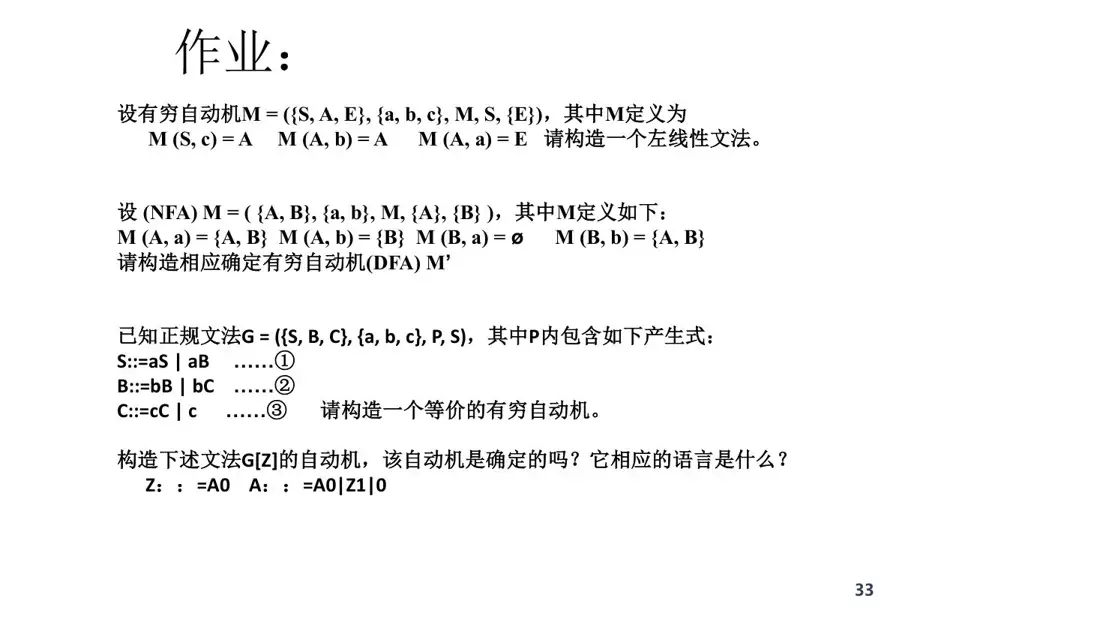 作业：
设有穷自动机M = ({S, A, E}, {a, b, c}, M, S, {E})，其中M定义为
M (S, c) = A M (A, b) = A M (A, a) = E 请构造一个左线性文法。
设 (NFA) M = ( {A, B}, {a, b}, M, {A}, {B} )，其中M定义如下：
M (A, a) = {A, B} M (A, b) = {B} M (B, a) = ø M (B, b) = {A, B}
请构造相应确定有穷自动机(DFA) M'
已知正规文法G = ({S, B, C}, {a, b, c}, P, S)，其中P内包含如下产生式：
S::=aS | aB ……①
B::=bB | bC ……②
C::=cC | c ……③ 请构造一个等价的有穷自动机。
构造下述文法G[Z]的自动机，该自动机是确定的吗？它相应的语言是什么？
Z：：=A0 A：：=A0|Z1|0
33